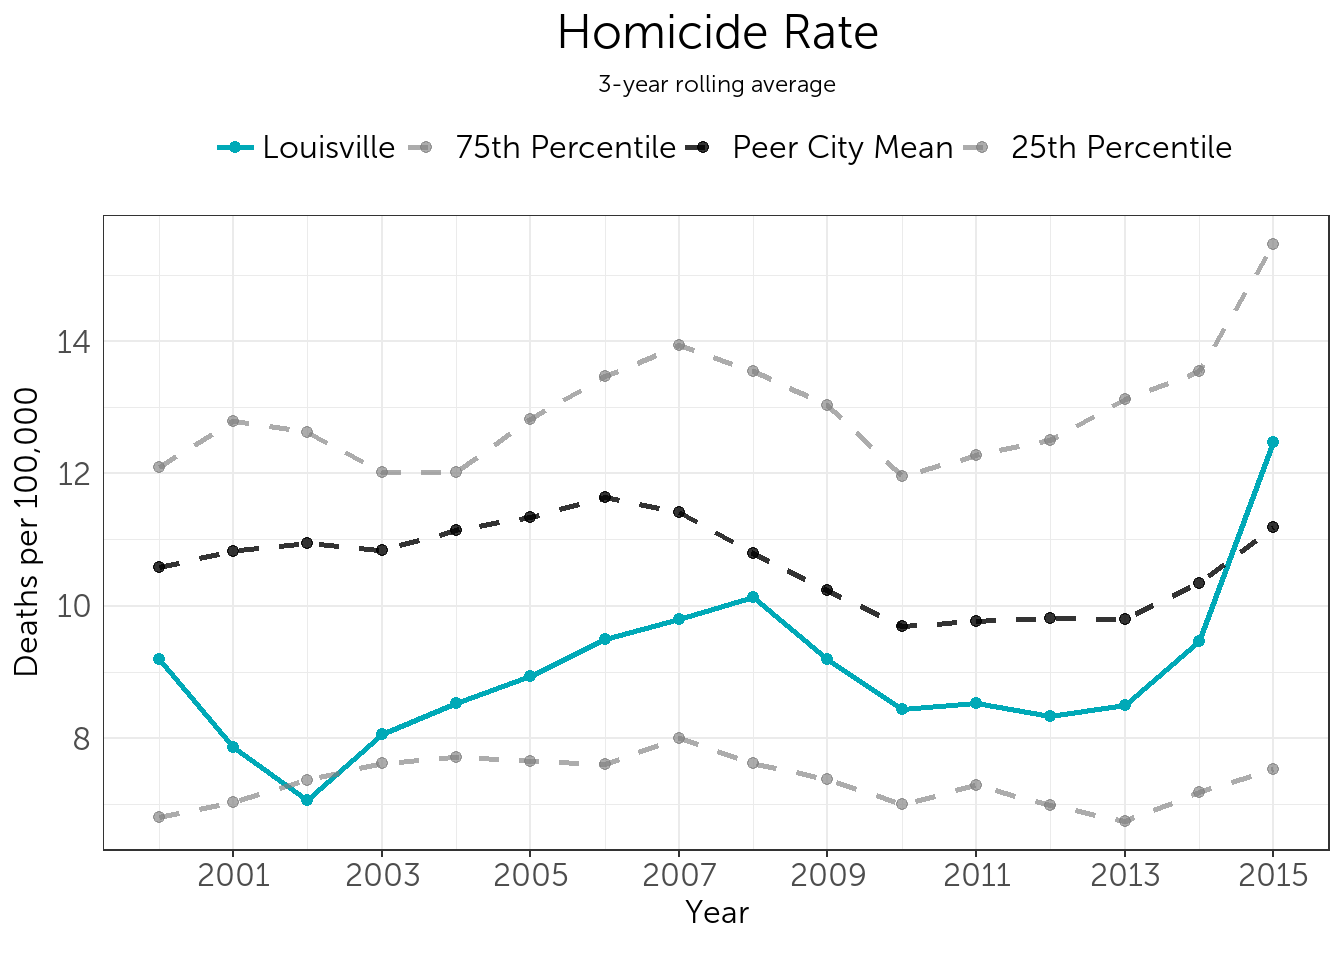 Homicide Rate
3-year rolling average
Louisville 75th Percentile Peer City Mean 25th Percentile
14
12
10
8
Deaths per 100,000
2001 2003 2005 2007 2009 2011 2013 2015
Year